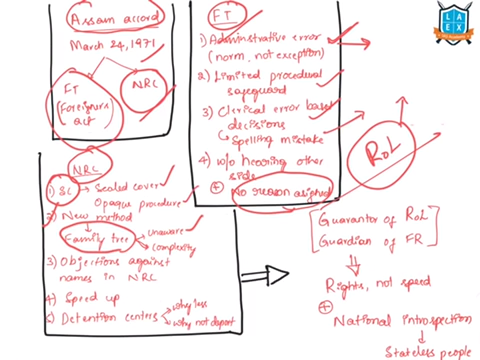 Assam accord
March 24, 1971
FT
(Foreigners
act)
NRC
FT
1) Administrative error
(norm, not exception)
2) Limited procedural
safeguard
3) Clerical error based
decisions
↳ Spelling mistake
4) w/o hearing other
side
⊕ No reason assigned
RoL
NRC
1) SC → Sealed cover
Opaque procedure
2) New method
Family tree → unaware
→ complexity
3) Objections against
names in NRC
4) Speed up
5) Detention centers → why less
→ why not deport
[Guarantor of RoL
Guardian of FR]
Rights, not speed
⊕
National introspection
Stateless people
LAEX